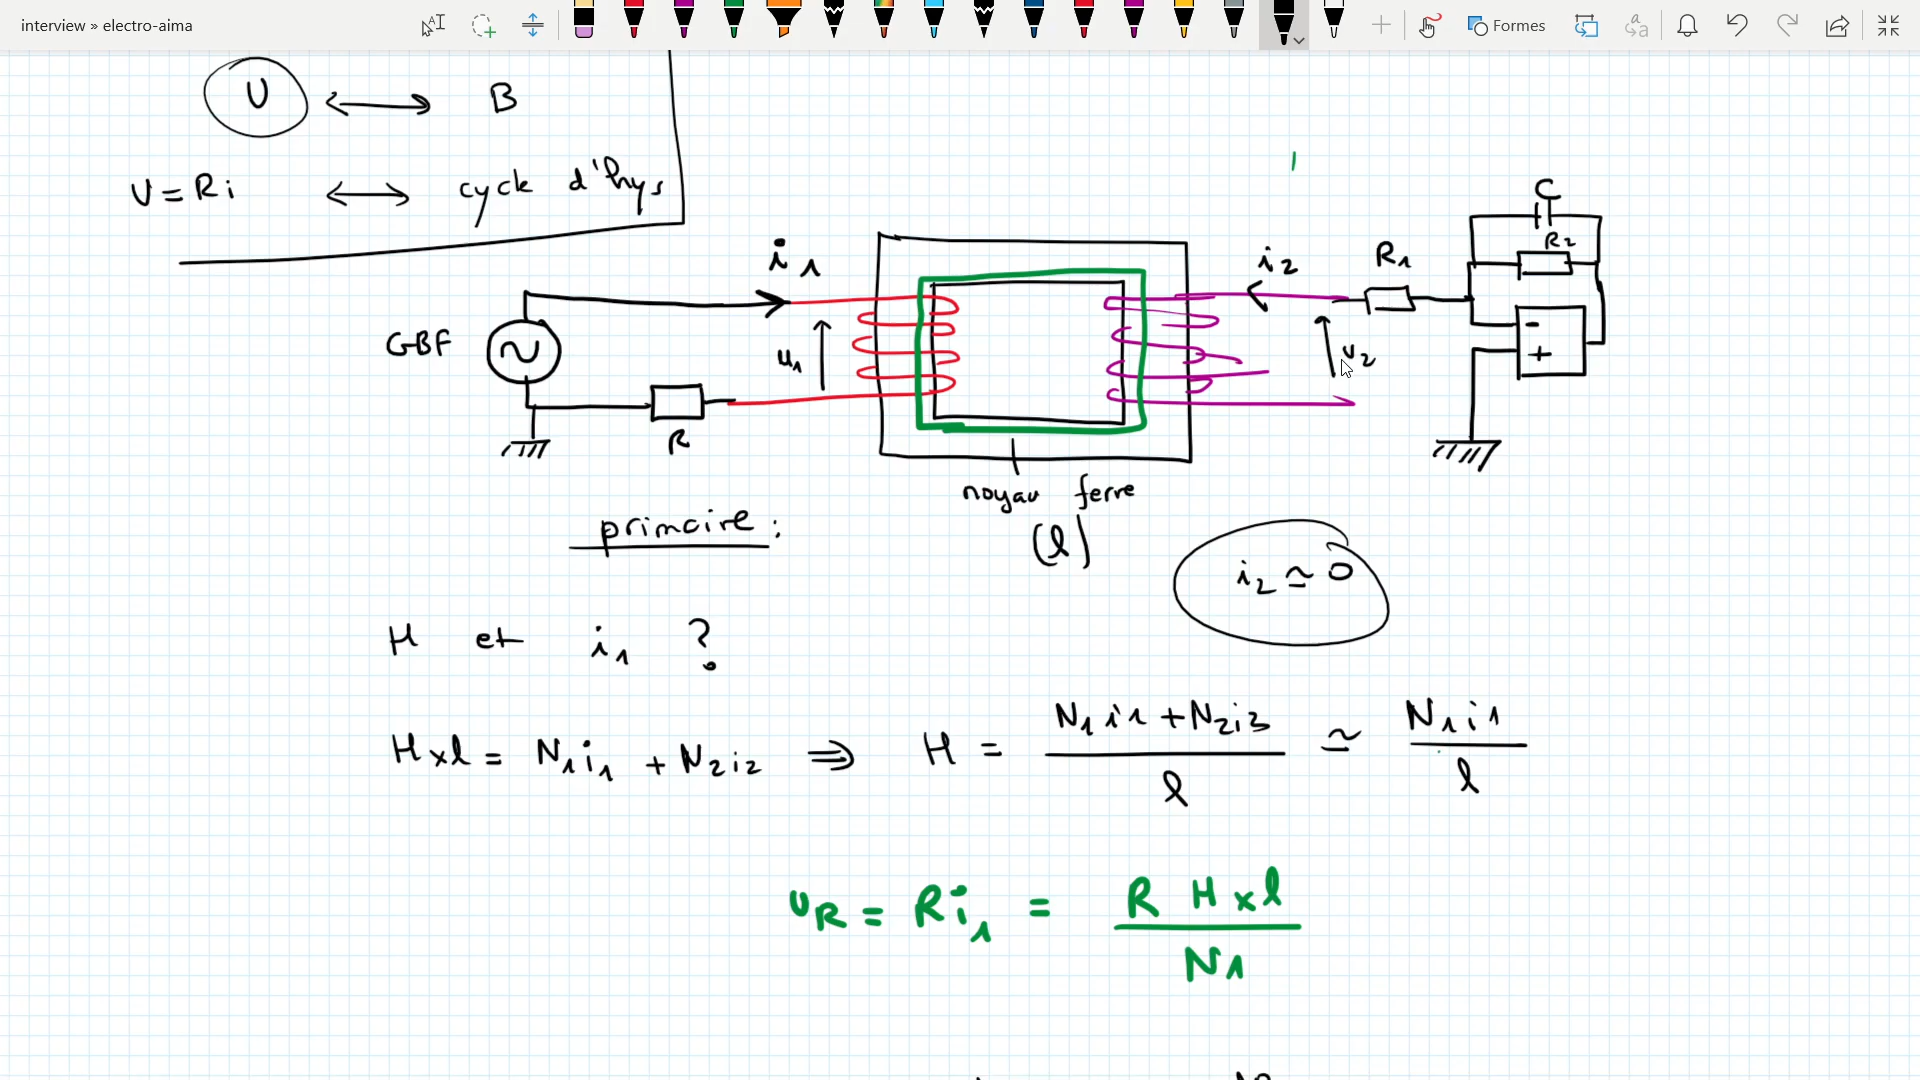 interview » electro-aima
Formes
U ⟷ B
U = Ri ⟷ cycle d'hys
C
R₂
i₁
i₂
R₁
GBF
u₁
v₂
-
+
R
noyau ferre
(l)
primaire :
i₂ ≃ 0
H et i₁ ?
H x l = N₁i₁ + N₂i₂ ⇒ H = (N₁i₁ + N₂i₂) / l ≃ N₁i₁ / l
u_R = Ri₁ = R H x l / N₁